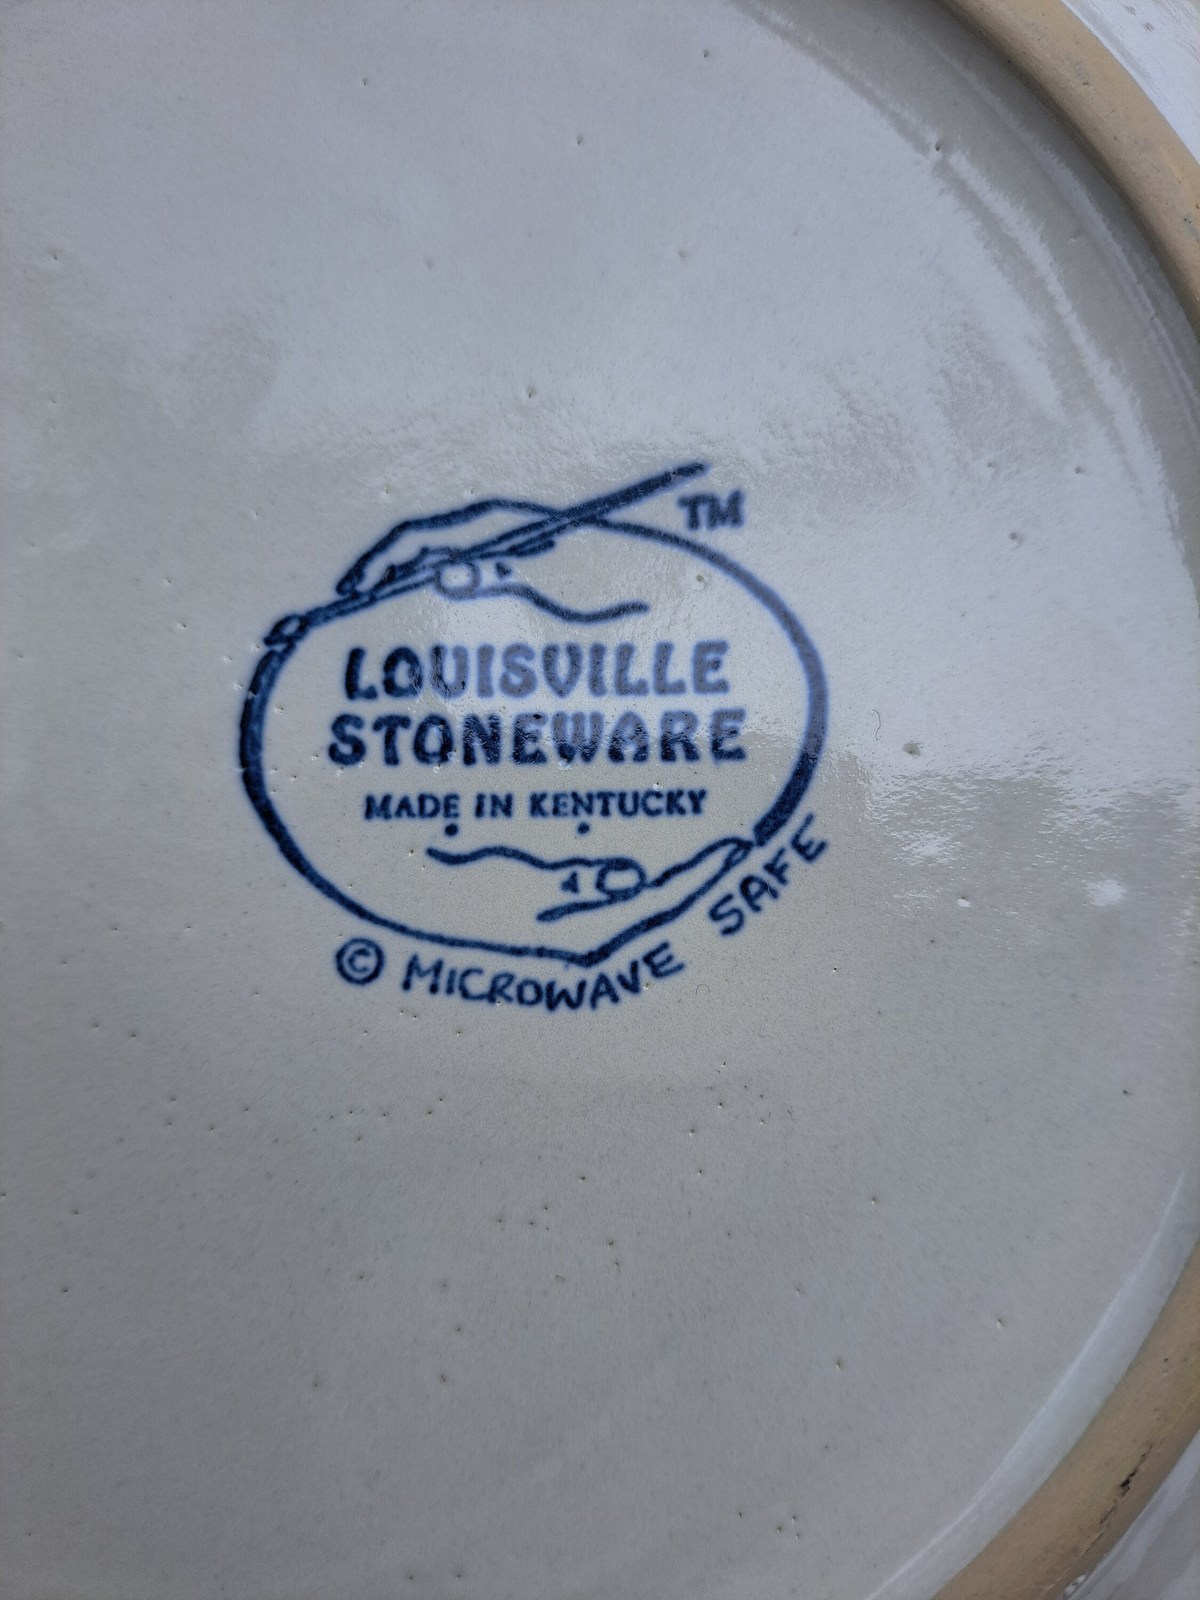 TM
LOUISVILLE
STONEWARE
MADE IN KENTUCKY
© MICROWAVE SAFE